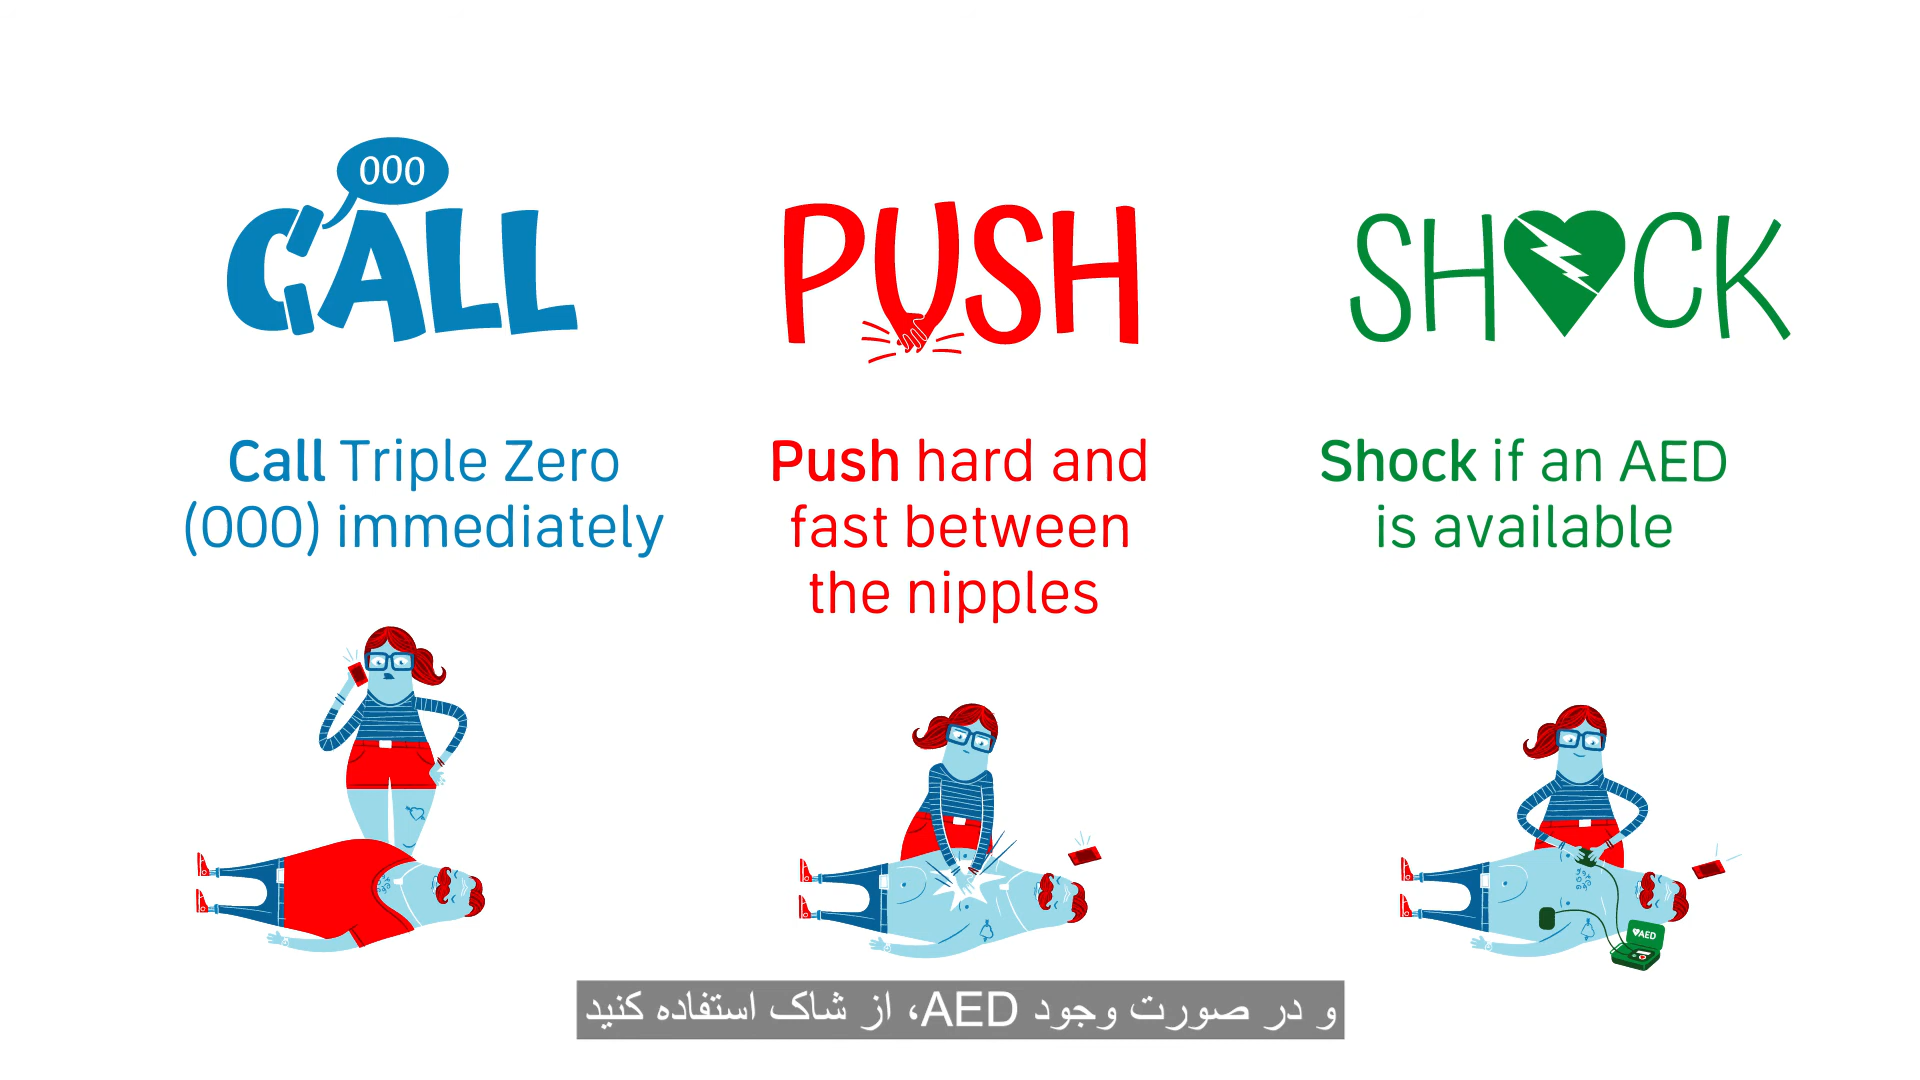 000
CALL
Call Triple Zero
(000) immediately
PUSH
Push hard and
fast between
the nipples
SHOCK
Shock if an AED
is available
AED
و در صورت وجود AED، از شاک استفاده کنید